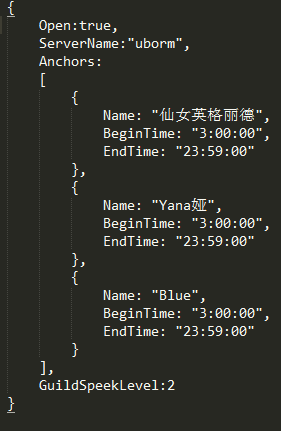 {
Open:true,
ServerName:"uborm",
Anchors:
[
{
Name: "仙女英格丽德",
BeginTime: "3:00:00",
EndTime: "23:59:00"
},
{
Name: "Yana娅",
BeginTime: "3:00:00",
EndTime: "23:59:00"
},
{
Name: "Blue",
BeginTime: "3:00:00",
EndTime: "23:59:00"
}
],
GuildSpeekLevel:2
}